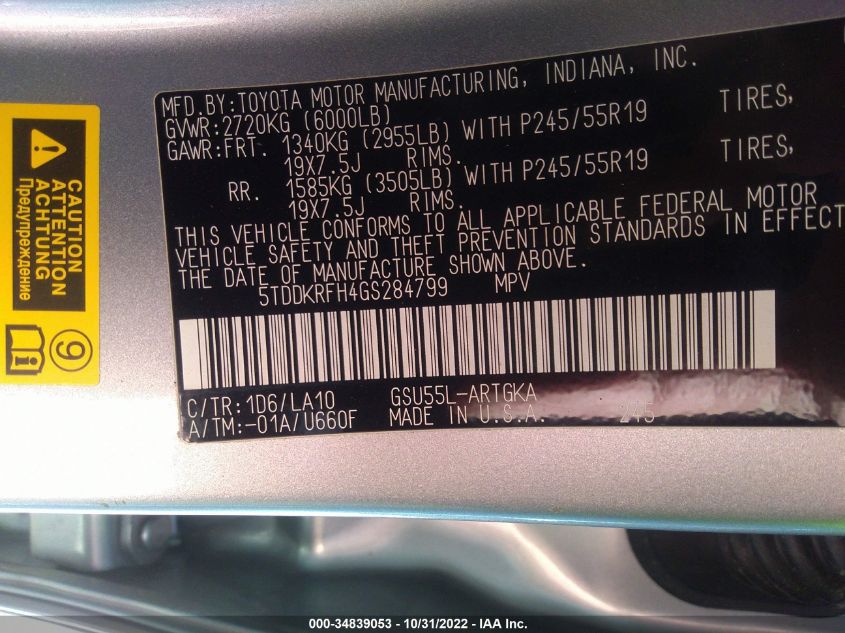 MFD.BY:TOYOTA MOTOR MANUFACTURING, INDIANA, INC.
GVWR:2720KG (6000LB)
GAWR:FRT. 1340KG (2955LB) WITH P245/55R19 TIRES,
19X7.5J RIMS.
RR. 1585KG (3505LB) WITH P245/55R19 TIRES,
19X7.5J RIMS.
THIS VEHICLE CONFORMS TO ALL APPLICABLE FEDERAL MOTOR
VEHICLE SAFETY AND THEFT PREVENTION STANDARDS IN EFFECT
THE DATE OF MANUFACTURE SHOWN ABOVE.
5TDDKRFH4GS284799 MPV
C/TR:1D6/LA10 GSU55L-ARTGKA
A/TM:-01A/U660F MADE IN U.S.A. 245
CAUTION
ATTENTION
ACHTUNG
Предупреждение
9
000-34839053 - 10/31/2022 - IAA Inc.